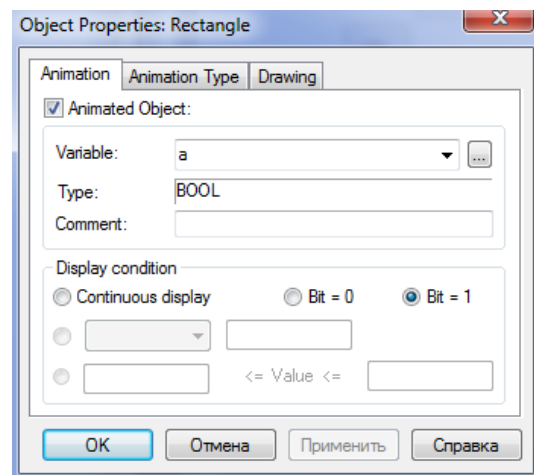 Object Properties: Rectangle
Animation Animation Type Drawing
Animated Object:
Variable: a ...
Type: BOOL
Comment:
Display condition
Continuous display Bit = 0 Bit = 1
<= Value <=
OK Отмена Применить Справка